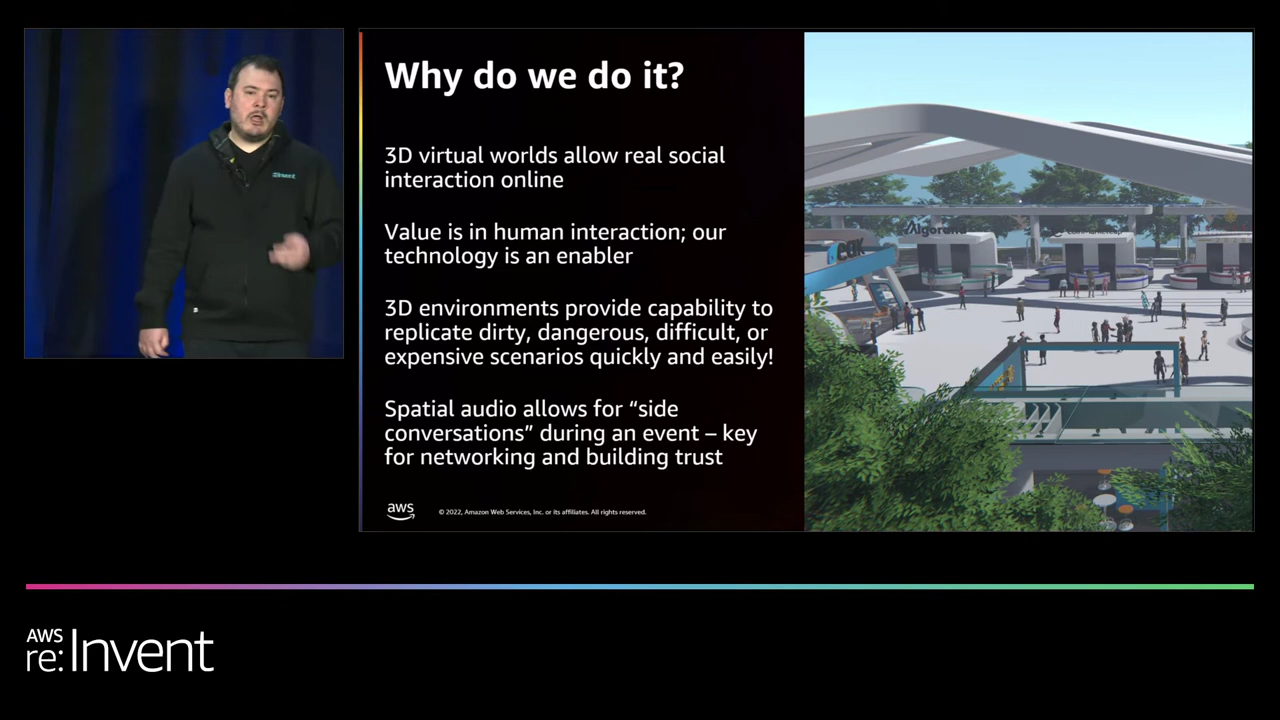 Why do we do it?
3D virtual worlds allow real social
interaction online
Value is in human interaction; our
technology is an enabler
3D environments provide capability to
replicate dirty, dangerous, difficult, or
expensive scenarios quickly and easily!
Spatial audio allows for “side
conversations” during an event – key
for networking and building trust
aws
© 2022, Amazon Web Services, Inc. or its affiliates. All rights reserved.
Algorand
AWS
re:Invent